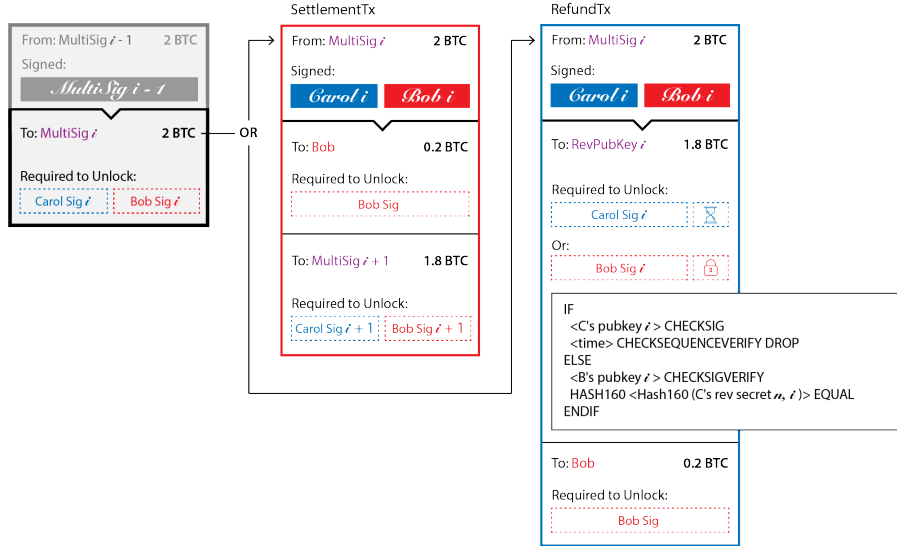 SettlementTx
RefundTx
From: MultiSig i - 1 2 BTC
Signed:
MultiSig i - 1
To: MultiSig i 2 BTC
Required to Unlock:
Carol Sig i Bob Sig i
OR
From: MultiSig i 2 BTC
Signed:
Carol i Bob i
To: Bob 0.2 BTC
Required to Unlock:
Bob Sig
To: MultiSig i + 1 1.8 BTC
Required to Unlock:
Carol Sig i + 1 Bob Sig i + 1
From: MultiSig i 2 BTC
Signed:
Carol i Bob i
To: RevPubKey i 1.8 BTC
Required to Unlock:
Carol Sig i
Or:
Bob Sig i
IF
<C's pubkey i > CHECKSIG
<time> CHECKSEQUENCEVERIFY DROP
ELSE
<B's pubkey i > CHECKSIGVERIFY
HASH160 <Hash160 (C's rev secret n, i )> EQUAL
ENDIF
To: Bob 0.2 BTC
Required to Unlock:
Bob Sig